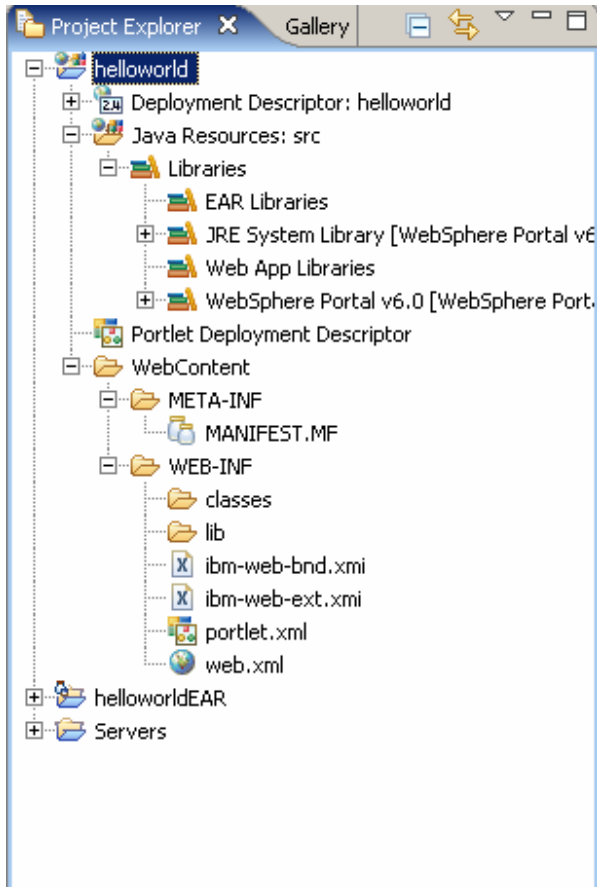 Project Explorer Gallery
helloworld
2.4 Deployment Descriptor: helloworld
Java Resources: src
Libraries
EAR Libraries
JRE System Library [WebSphere Portal v6
Web App Libraries
WebSphere Portal v6.0 [WebSphere Port
Portlet Deployment Descriptor
WebContent
META-INF
MANIFEST.MF
WEB-INF
classes
lib
X ibm-web-bnd.xmi
X ibm-web-ext.xmi
portlet.xml
web.xml
helloworldEAR
Servers